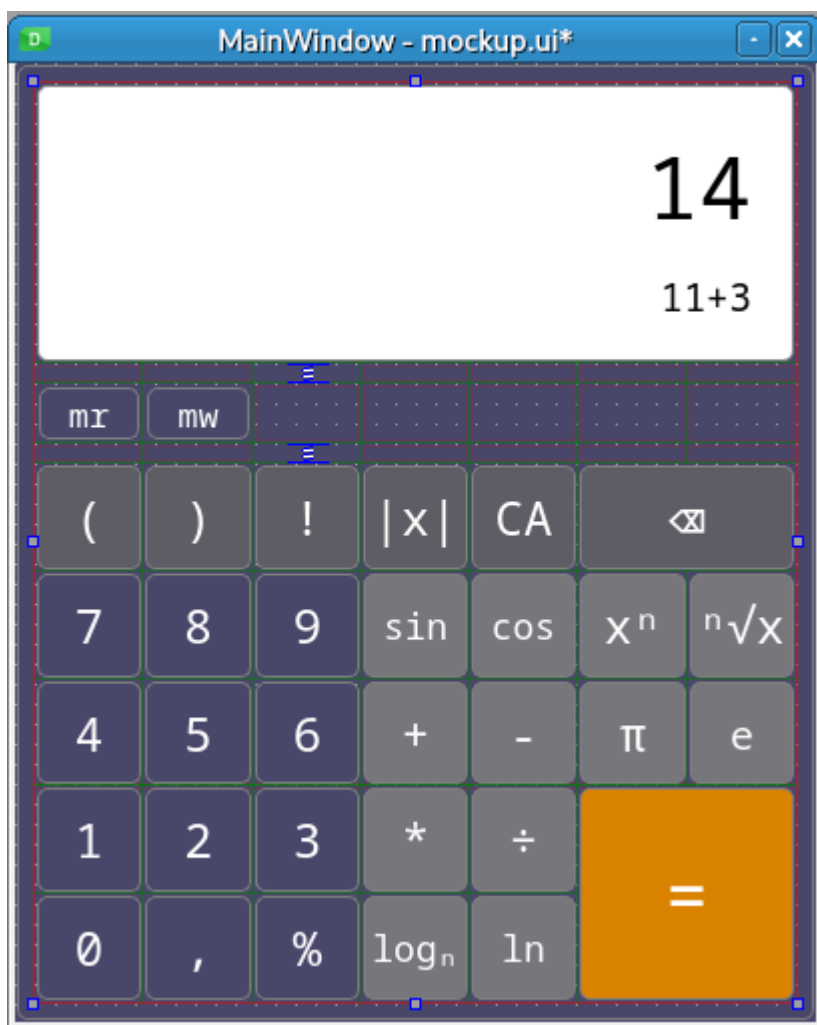 D MainWindow - mockup.ui*
14
11+3
mr mw
( ) ! |x| CA ⌫
7 8 9 sin cos xⁿ ⁿ√x
4 5 6 + - π e
1 2 3 * ÷
=
0 , % logₙ ln